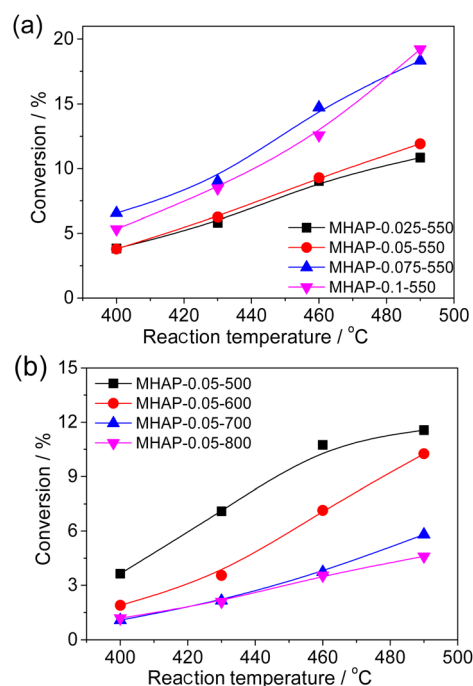 (a)
20
15
10
5
0
Conversion / %
MHAP-0.025-550
MHAP-0.05-550
MHAP-0.075-550
MHAP-0.1-550
400 420 440 460 480 500
Reaction temperature / °C
(b)
15
12
9
6
3
0
Conversion / %
MHAP-0.05-500
MHAP-0.05-600
MHAP-0.05-700
MHAP-0.05-800
400 420 440 460 480 500
Reaction temperature / °C